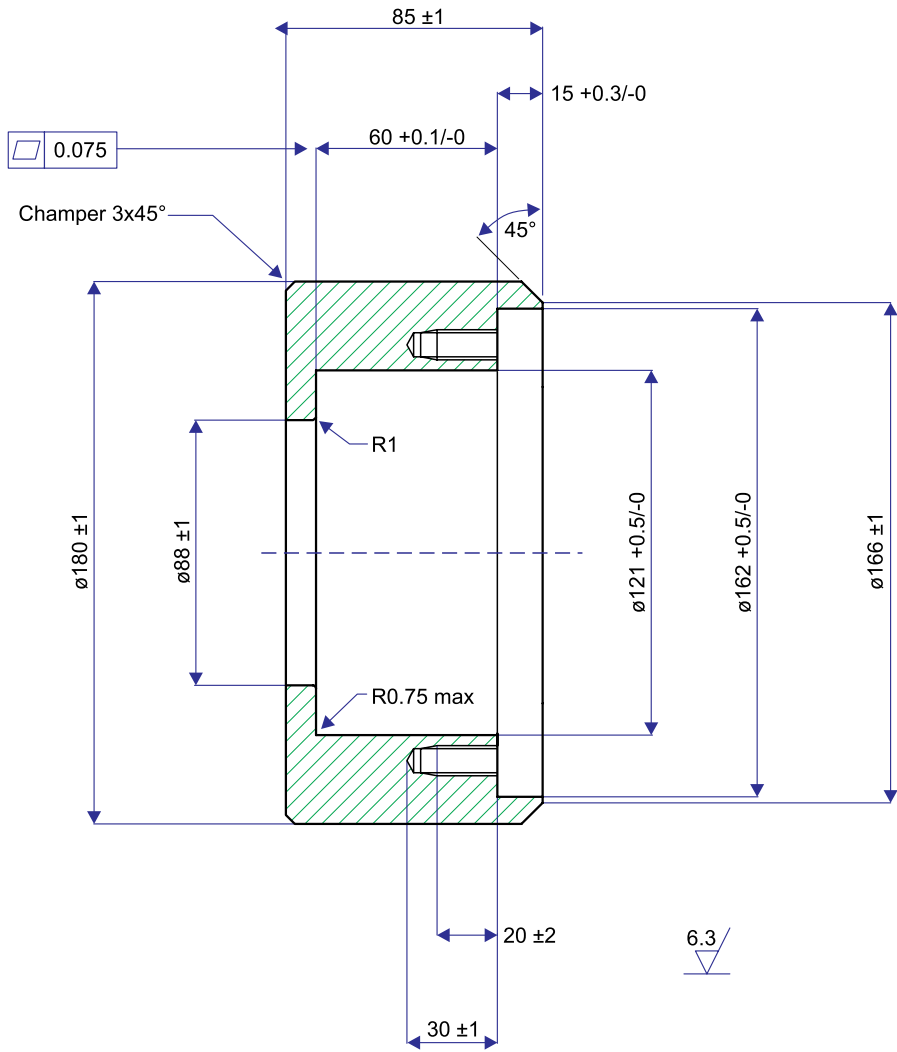 85 ±1
15 +0.3/-0
60 +0.1/-0
0.075
Champer 3x45°
45°
R1
ø180 ±1
ø88 ±1
ø121 +0.5/-0
ø162 +0.5/-0
ø166 ±1
R0.75 max
20 ±2
6.3
30 ±1